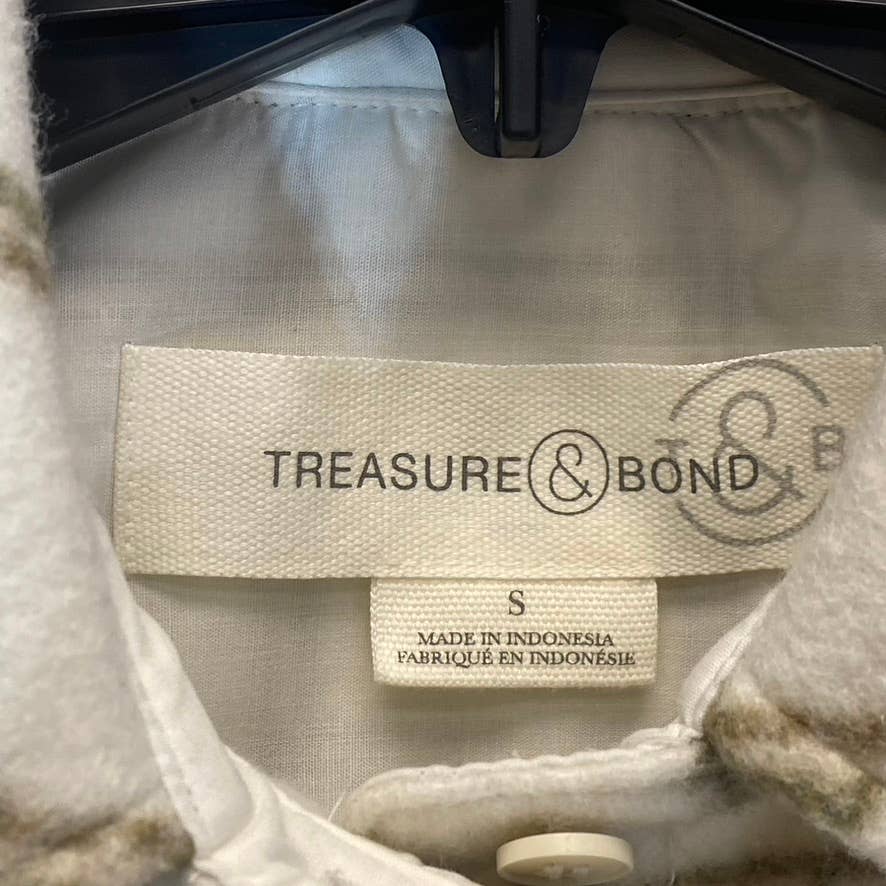 TREASURE & BOND
& B
S
MADE IN INDONESIA
FABRIQUÉ EN INDONÉSIE